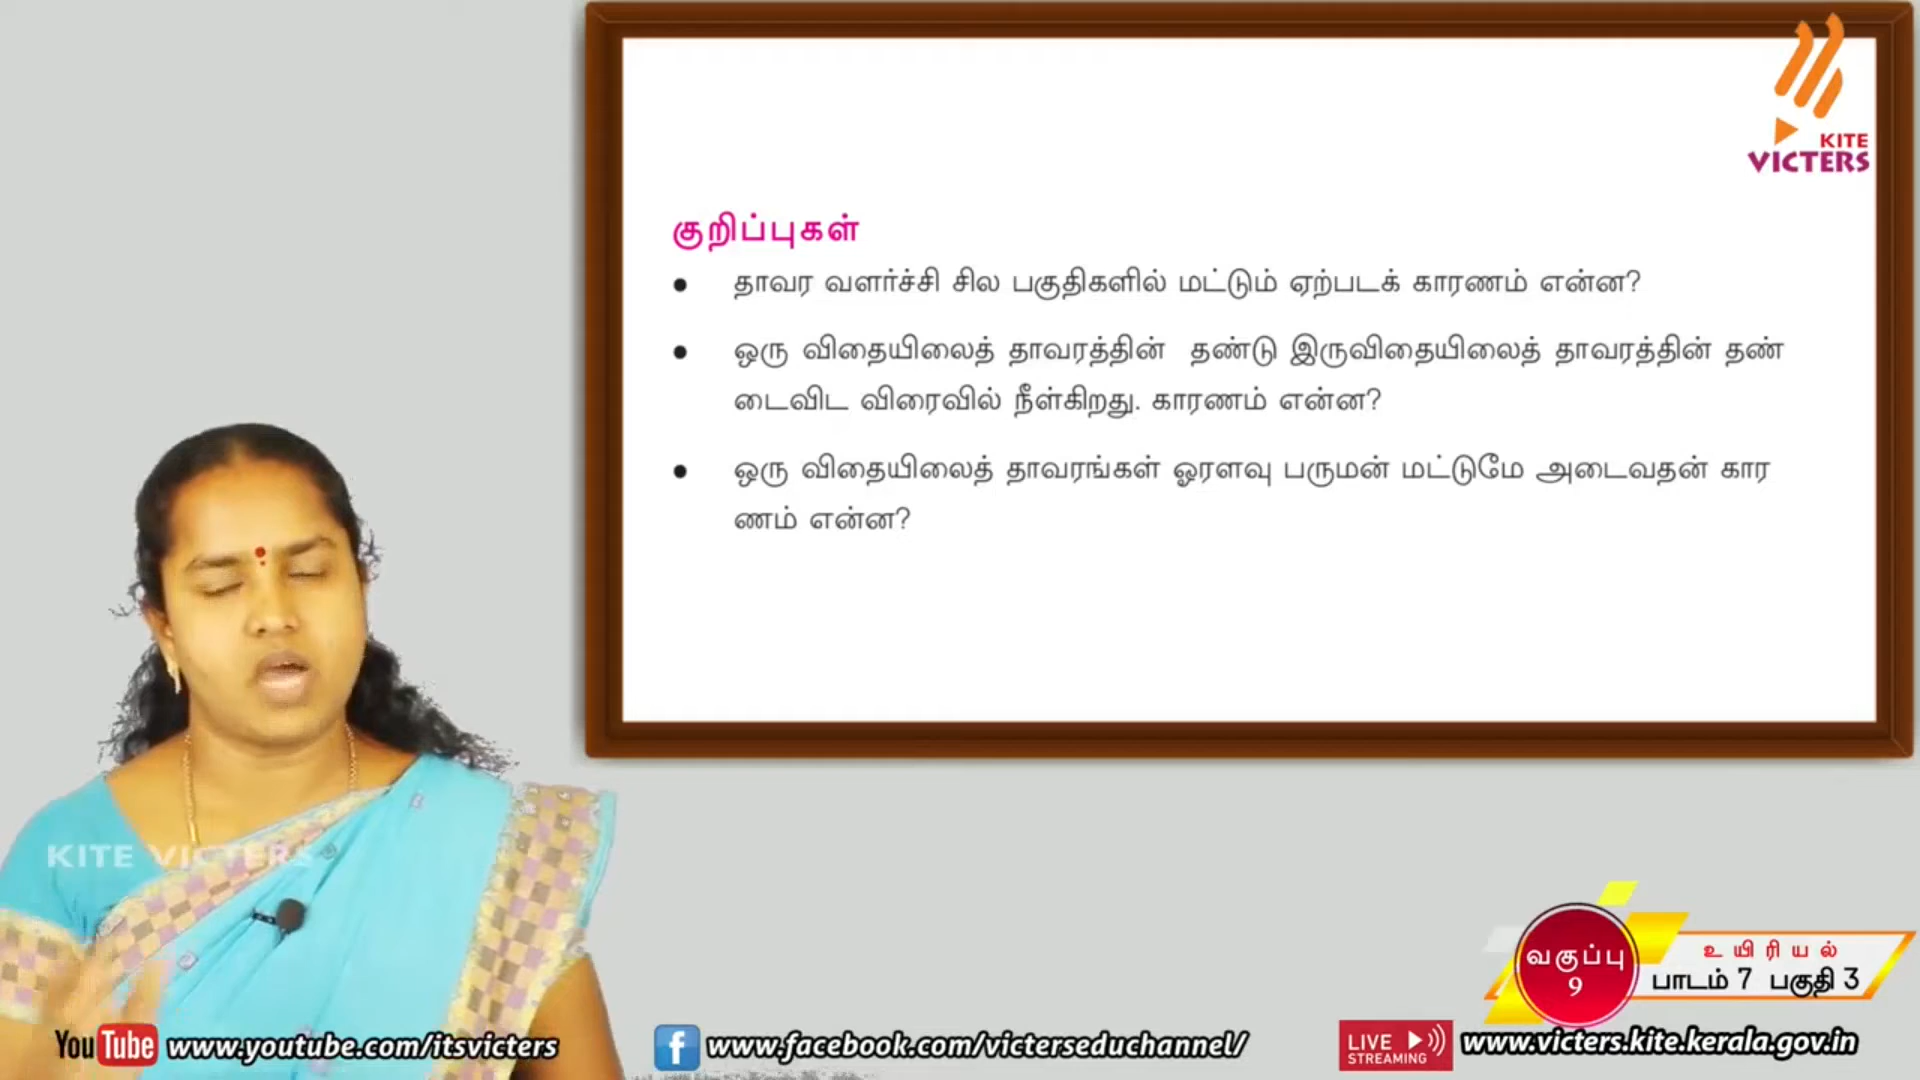 KITE
VICTERS
குறிப்புகள்
● தாவர வளர்ச்சி சில பகுதிகளில் மட்டும் ஏற்படக் காரணம் என்ன?
● ஒரு விதையிலைத் தாவரத்தின் தண்டு இருவிதையிலைத் தாவரத்தின் தண்
டைவிட விரைவில் நீள்கிறது. காரணம் என்ன?
● ஒரு விதையிலைத் தாவரங்கள் ஓரளவு பருமன் மட்டுமே அடைவதன் கார
ணம் என்ன?
KITE VICTERS
வகுப்பு
9
உயிரியல்
பாடம் 7 பகுதி 3
YouTube www.youtube.com/itsvicters
f www.facebook.com/victerseduchannel/
LIVE
STREAMING
www.victers.kite.kerala.gov.in